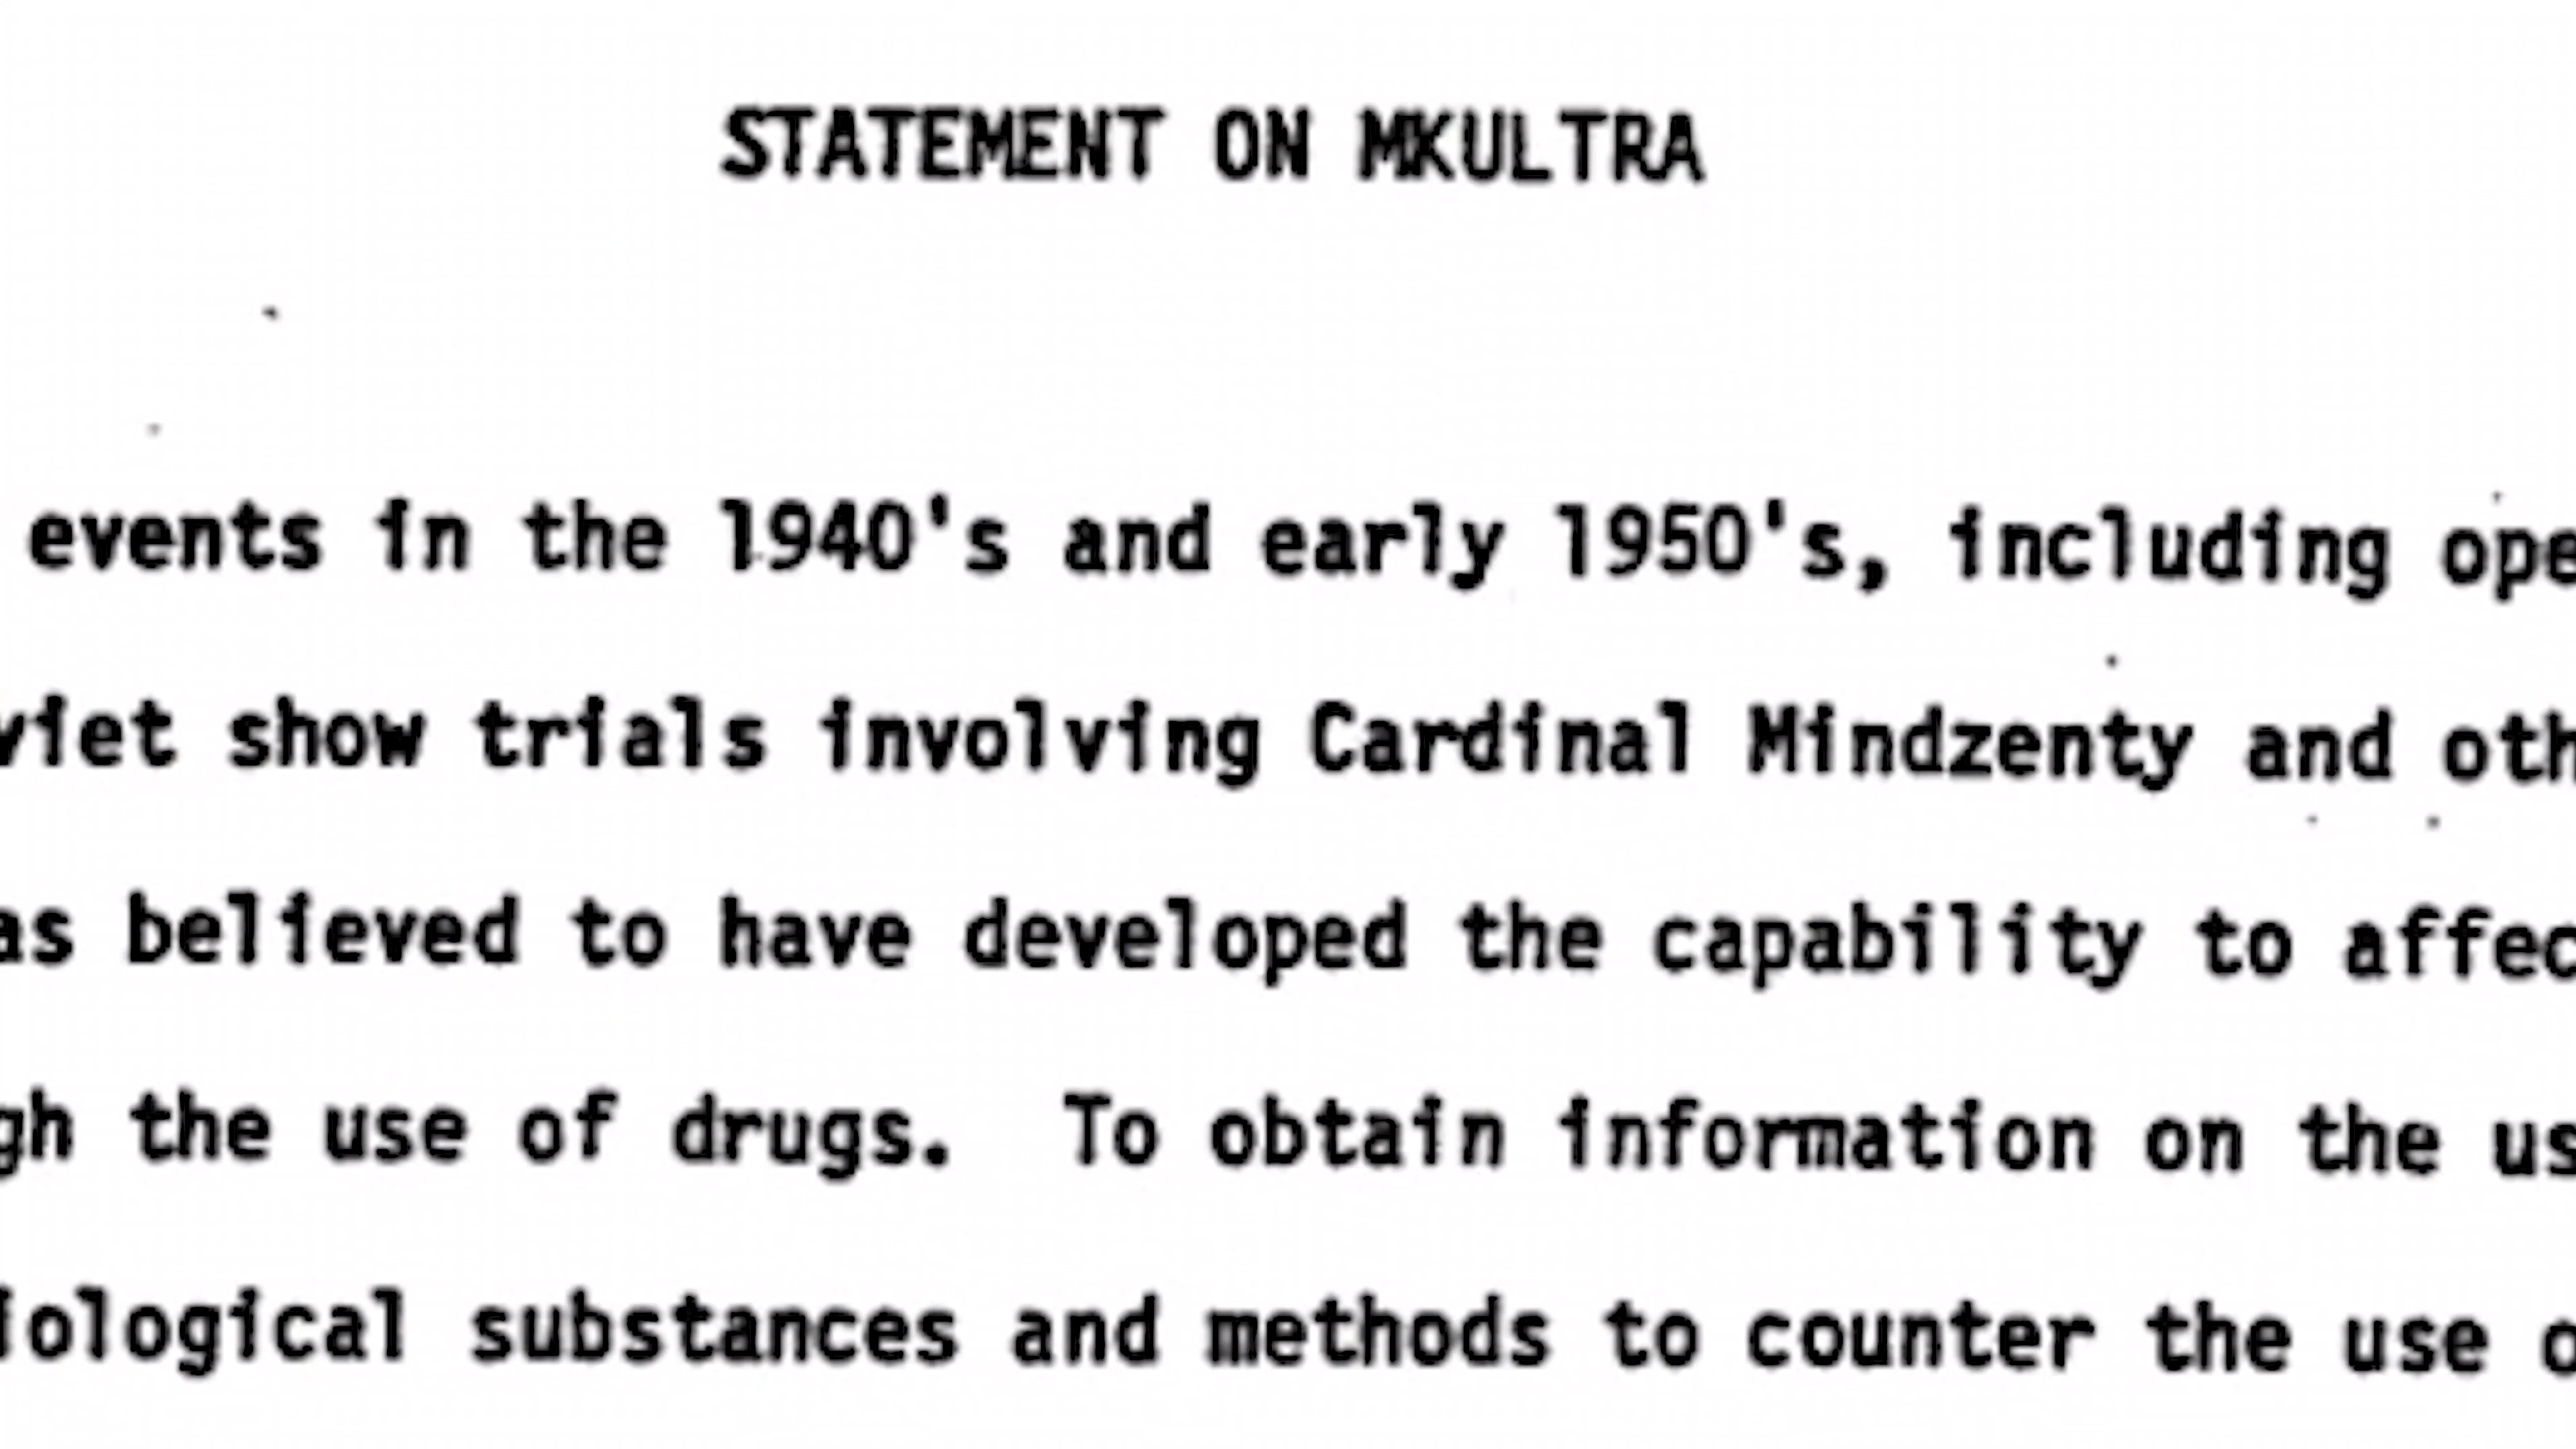 STATEMENT ON MKULTRA
events in the 1940's and early 1950's, including ope
viet show trials involving Cardinal Mindzenty and oth
as believed to have developed the capability to affec
gh the use of drugs.  To obtain information on the us
iological substances and methods to counter the use o